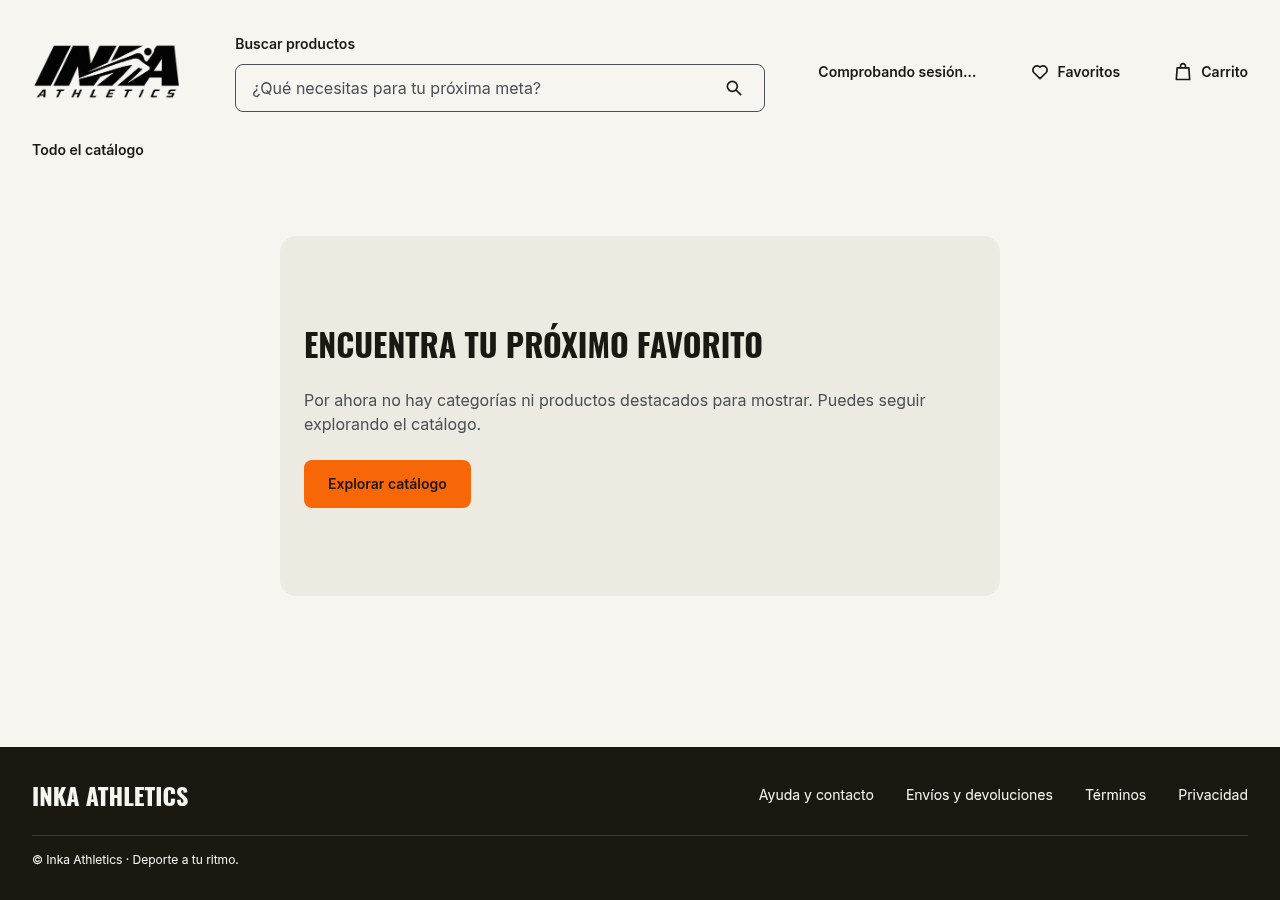 INKA
ATHLETICS
Buscar productos
¿Qué necesitas para tu próxima meta?
Comprobando sesión...
Favoritos
Carrito
Todo el catálogo
ENCUENTRA TU PRÓXIMO FAVORITO
Por ahora no hay categorías ni productos destacados para mostrar. Puedes seguir
explorando el catálogo.
Explorar catálogo
INKA ATHLETICS
Ayuda y contacto
Envíos y devoluciones
Términos
Privacidad
© Inka Athletics · Deporte a tu ritmo.